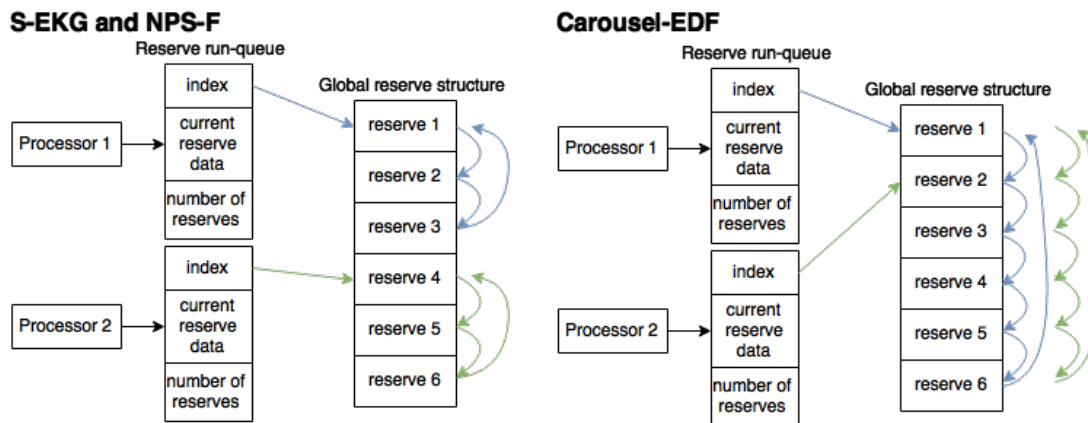 S-EKG and NPS-F
Reserve run-queue
index
Global reserve structure
Processor 1
current
reserve
data
number of
reserves
index
Processor 2
current
reserve
data
number of
reserves
reserve 1
reserve 2
reserve 3
reserve 4
reserve 5
reserve 6
Carousel-EDF
Reserve run-queue
index
Global reserve structure
Processor 1
current
reserve
data
number of
reserves
index
Processor 2
current
reserve
data
number of
reserves
reserve 1
reserve 2
reserve 3
reserve 4
reserve 5
reserve 6